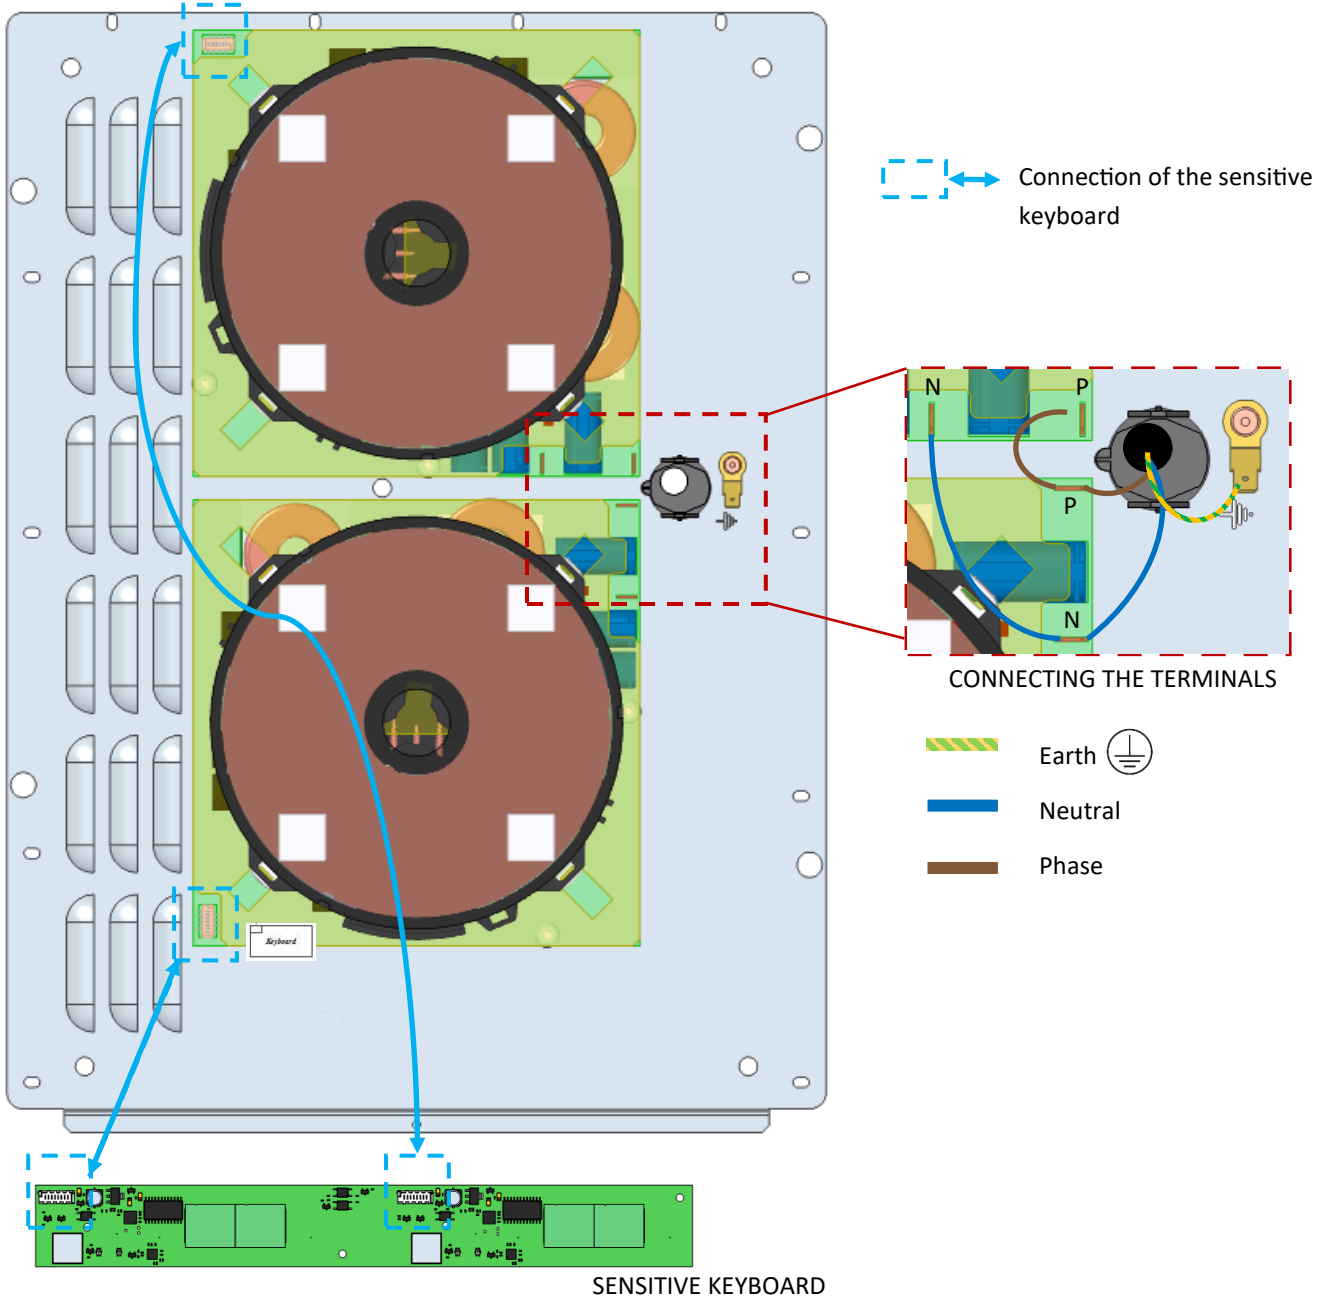 Connection of the sensitive
keyboard
N
P
P
N
CONNECTING THE TERMINALS
Earth
Neutral
Phase
Keyboard
SENSITIVE KEYBOARD